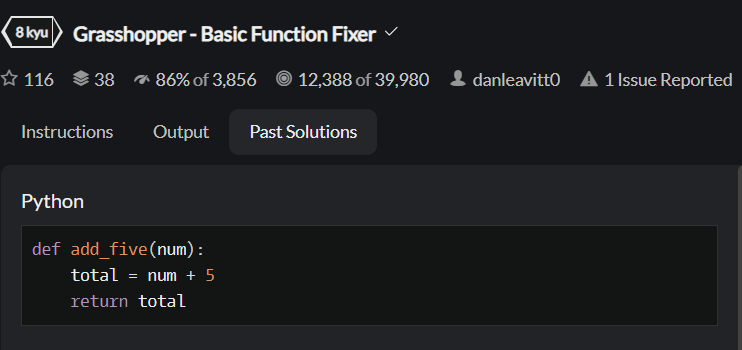 8 kyu Grasshopper - Basic Function Fixer
116 38 86% of 3,856 12,388 of 39,980 danleavitt0 1 Issue Reported
Instructions Output Past Solutions
Python
def add_five(num):
    total = num + 5
    return total